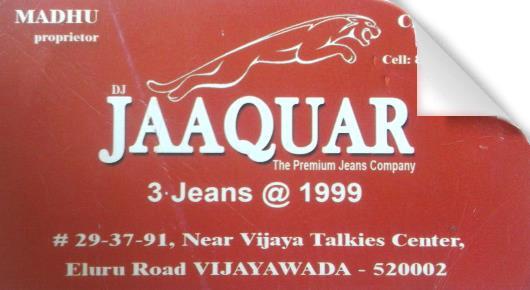 MADHU
proprietor
Cell:
DJ
JAAQUAR
The Premium Jeans Company
3 Jeans @ 1999
# 29-37-91, Near Vijaya Talkies Center,
Eluru Road VIJAYAWADA - 520002